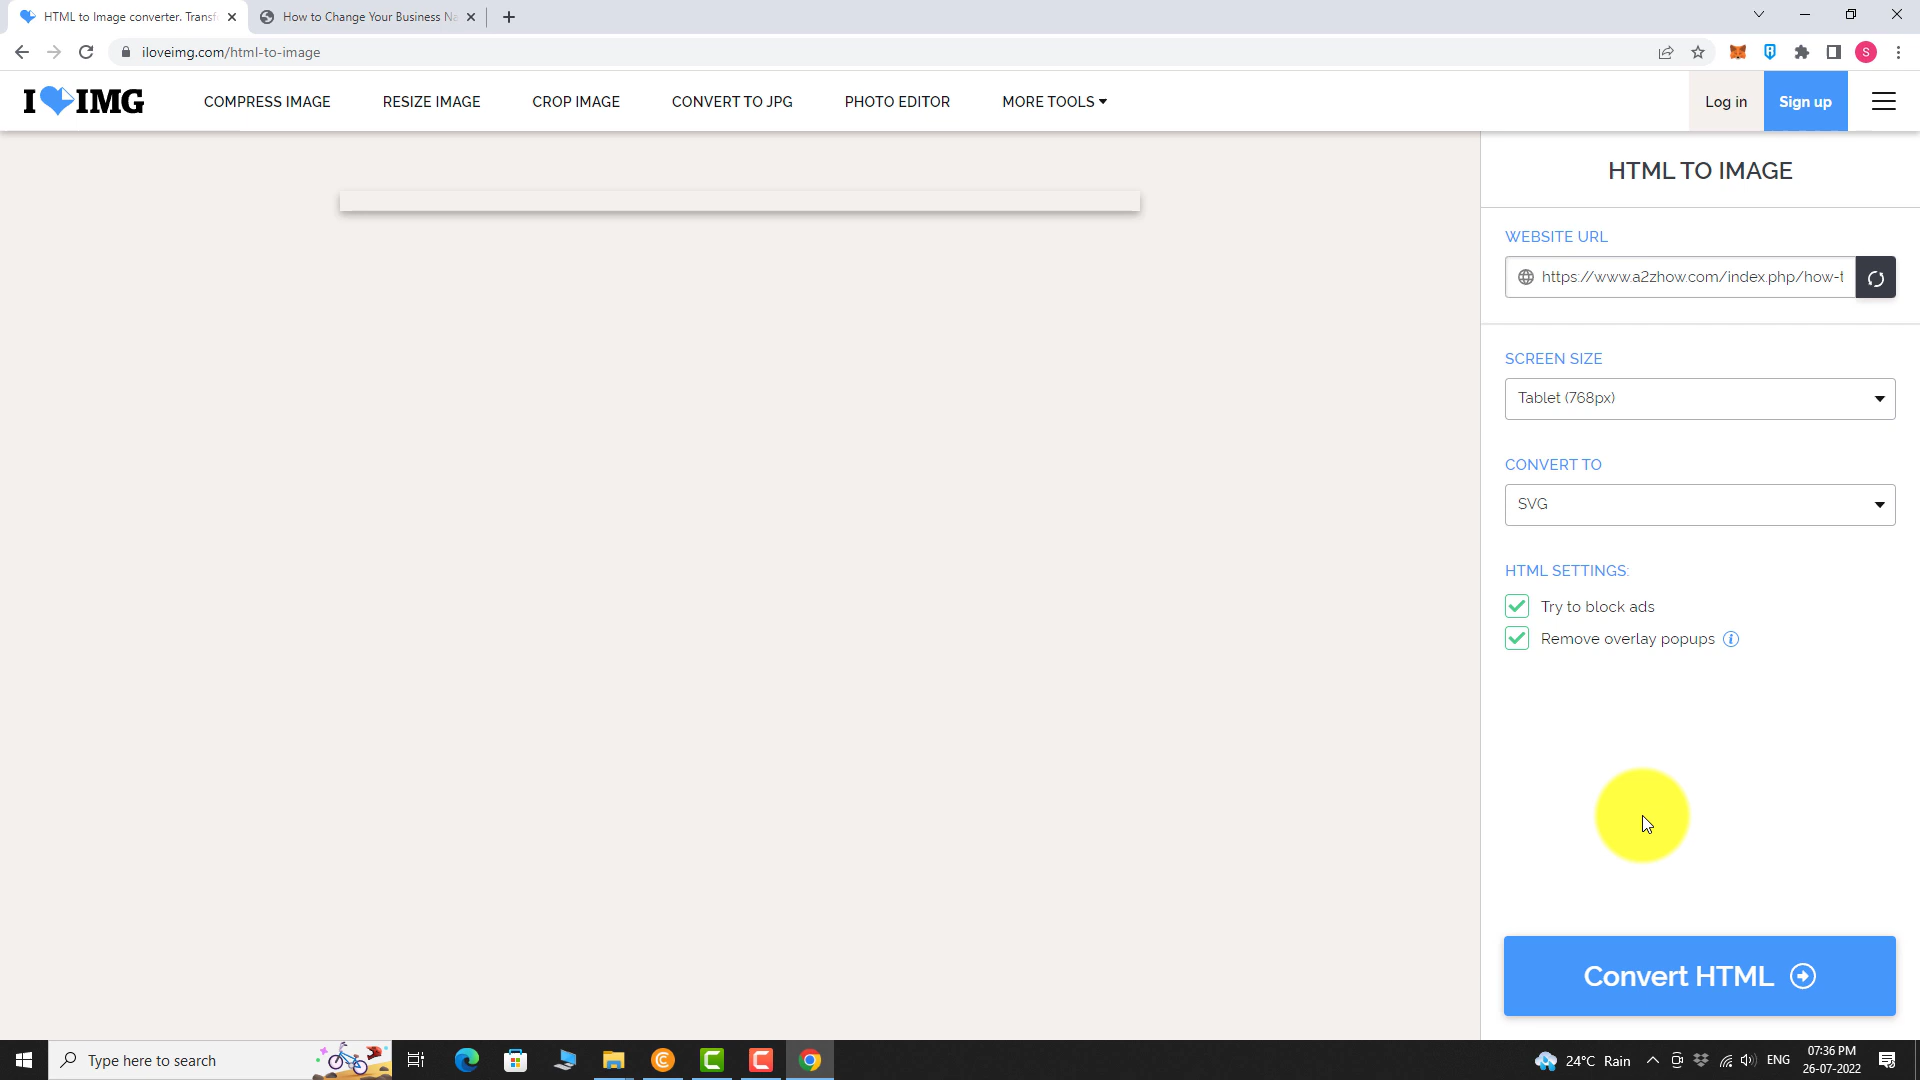 HTML to Image converter. Transf
How to Change Your Business Na
iloveimg.com/html-to-image
S
I IMG
COMPRESS IMAGE
RESIZE IMAGE
CROP IMAGE
CONVERT TO JPG
PHOTO EDITOR
MORE TOOLS
Log in
Sign up
HTML TO IMAGE
WEBSITE URL
https://www.a2zhow.com/index.php/how-t
SCREEN SIZE
Tablet (768px)
CONVERT TO
SVG
HTML SETTINGS:
Try to block ads
Remove overlay popups
Convert HTML
Type here to search
24°C Rain
ENG
07:36 PM
26-07-2022